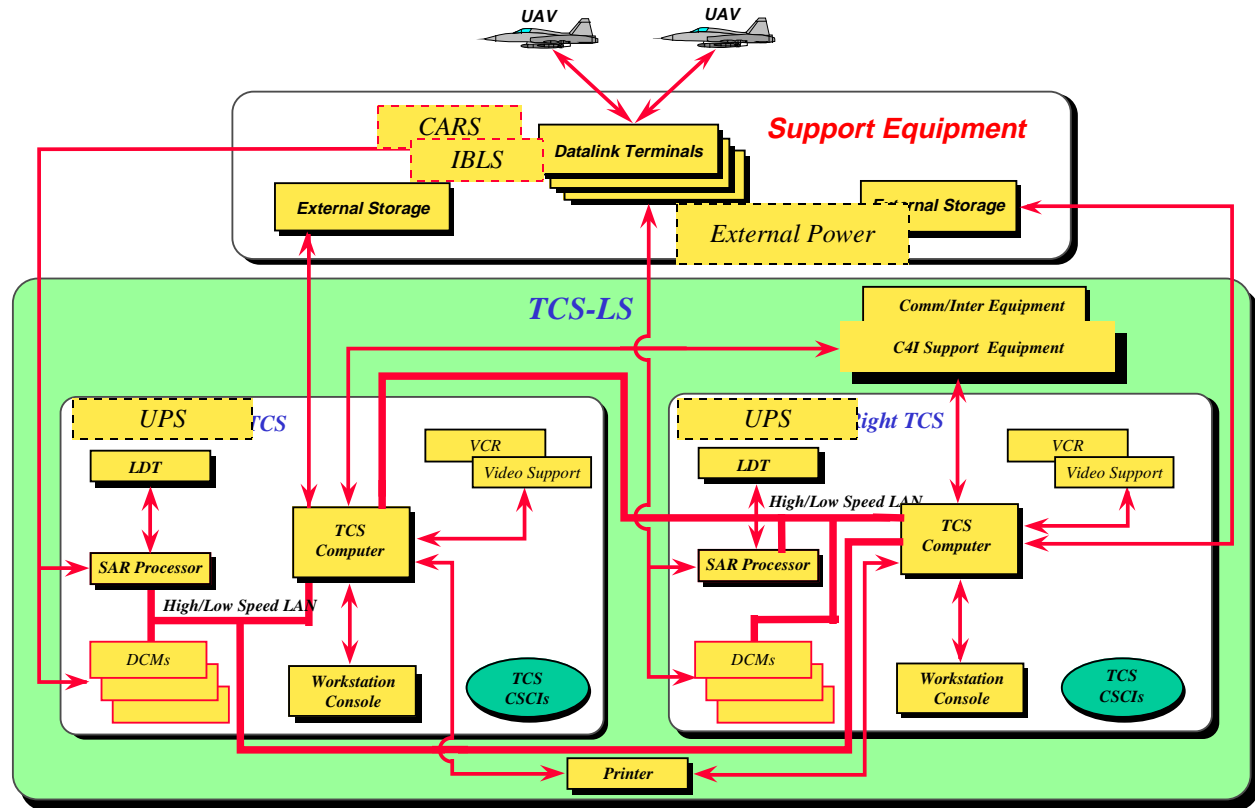 UAV
UAV
Support Equipment
CARS
IBLS
Datalink Terminals
External Storage
External Storage
External Power
TCS-LS
Comm/Inter Equipment
C4I Support Equipment
UPS
TCS
LDT
VCR
Video Support
TCS
Computer
SAR Processor
High/Low Speed LAN
DCMs
Workstation
Console
TCS
CSCIs
UPS
Right TCS
LDT
VCR
Video Support
High/Low Speed LAN
TCS
Computer
SAR Processor
DCMs
Workstation
Console
TCS
CSCIs
Printer